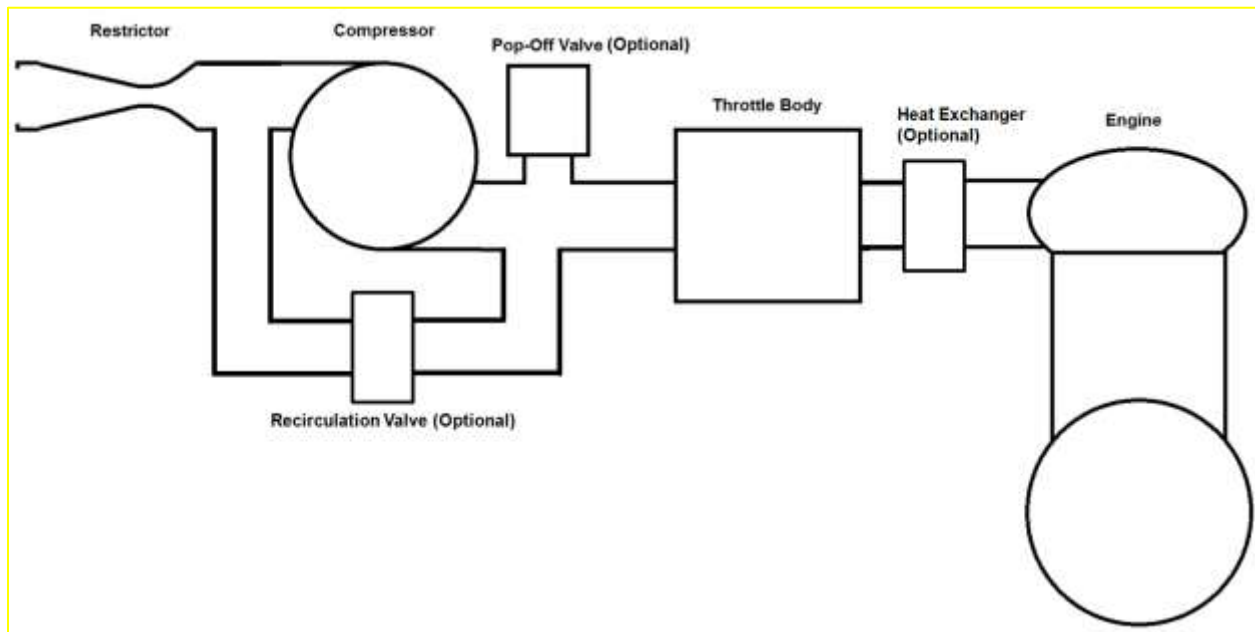 Restrictor
Compressor
Pop-Off Valve (Optional)
Throttle Body
Heat Exchanger
(Optional)
Engine
Recirculation Valve (Optional)